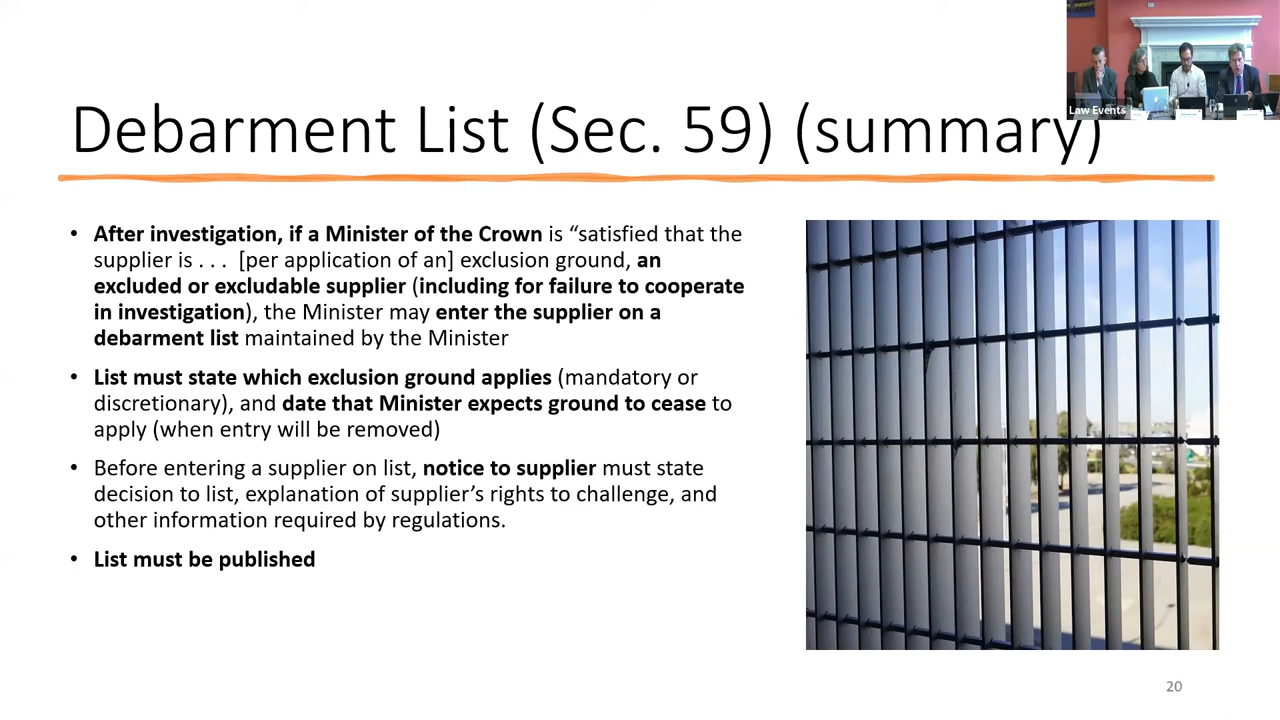 Law Events
Debarment List (Sec. 59) (summary)
• After investigation, if a Minister of the Crown is “satisfied that the
supplier is . . .  [per application of an] exclusion ground, an
excluded or excludable supplier (including for failure to cooperate
in investigation), the Minister may enter the supplier on a
debarment list maintained by the Minister
• List must state which exclusion ground applies (mandatory or
discretionary), and date that Minister expects ground to cease to
apply (when entry will be removed)
• Before entering a supplier on list, notice to supplier must state
decision to list, explanation of supplier’s rights to challenge, and
other information required by regulations.
• List must be published
20